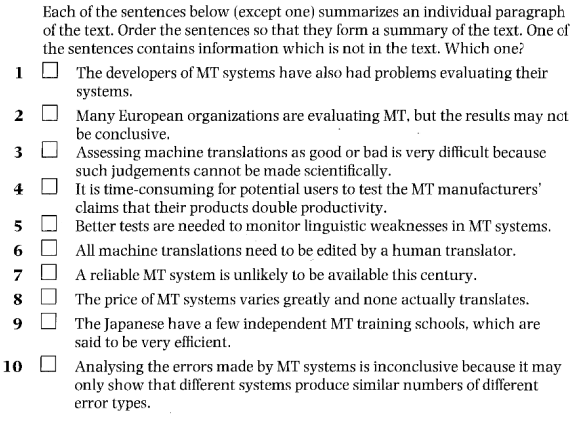 Each of the sentences below (except one) summarizes an individual paragraph
of the text. Order the sentences so that they form a summary of the text. One of
the sentences contains information which is not in the text. Which one?
1 The developers of MT systems have also had problems evaluating their
systems.
2 Many European organizations are evaluating MT, but the results may not
be conclusive.
3 Assessing machine translations as good or bad is very difficult because
such judgements cannot be made scientifically.
4 It is time-consuming for potential users to test the MT manufacturers'
claims that their products double productivity.
5 Better tests are needed to monitor linguistic weaknesses in MT systems.
6 All machine translations need to be edited by a human translator.
7 A reliable MT system is unlikely to be available this century.
8 The price of MT systems varies greatly and none actually translates.
9 The Japanese have a few independent MT training schools, which are
said to be very efficient.
10 Analysing the errors made by MT systems is inconclusive because it may
only show that different systems produce similar numbers of different
error types.